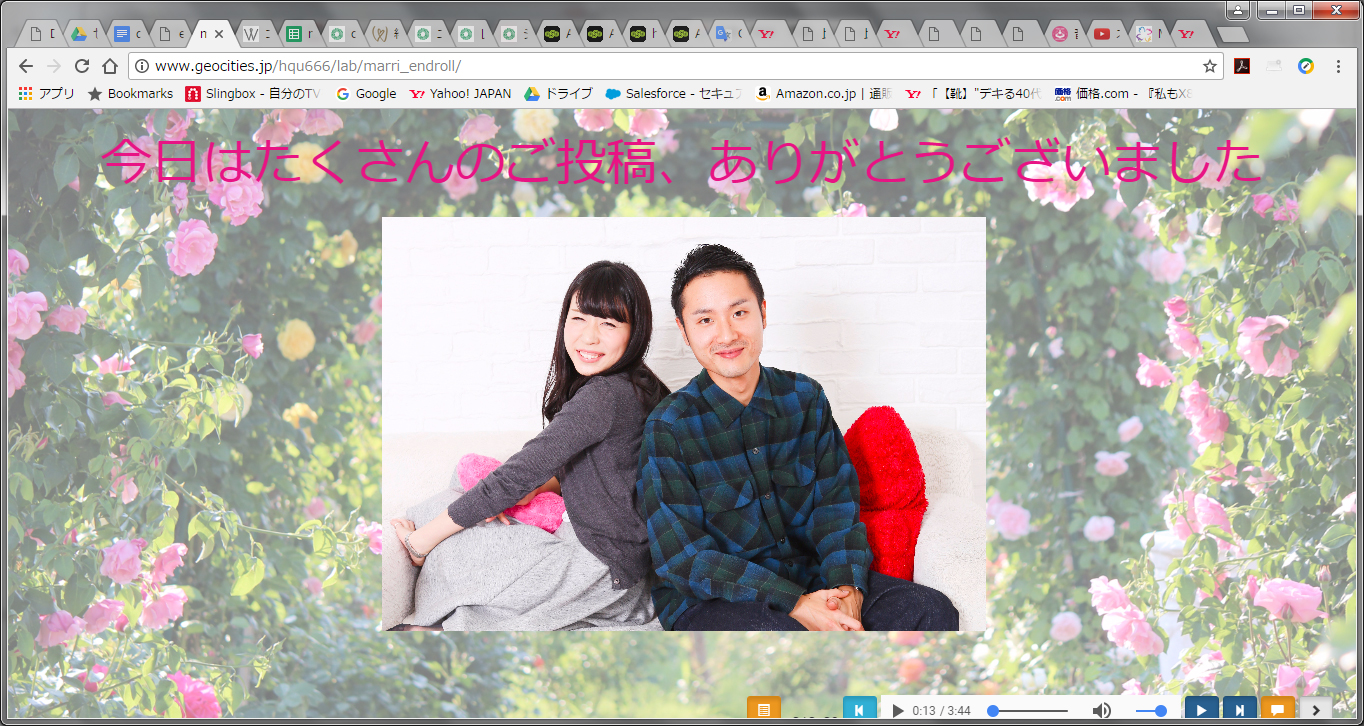 www.geocities.jp/hqu666/lab/marri_endroll/
アプリ Bookmarks Slingbox - 自分のTV Google Yahoo! JAPAN ドライブ Salesforce - セキュ Amazon.co.jp | 通販 「【靴】"デキる40代 価格.com - 『私もX
今日はたくさんのご投稿、ありがとうございました
0:13 / 3:44